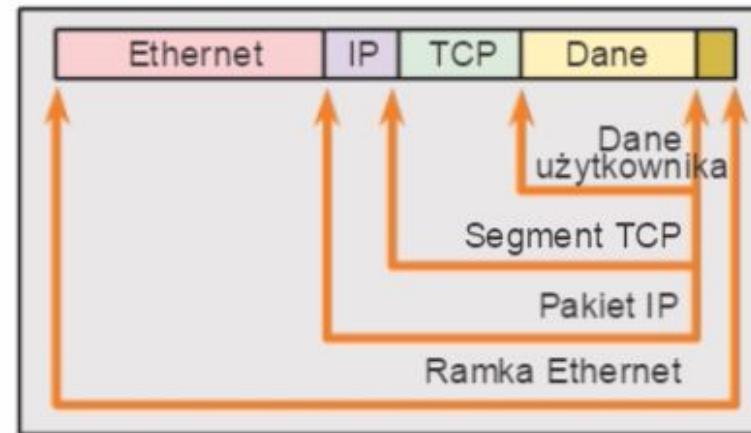 Ethernet IP TCP Dane
Dane
użytkownika
Segment TCP
Pakiet IP
Ramka Ethernet